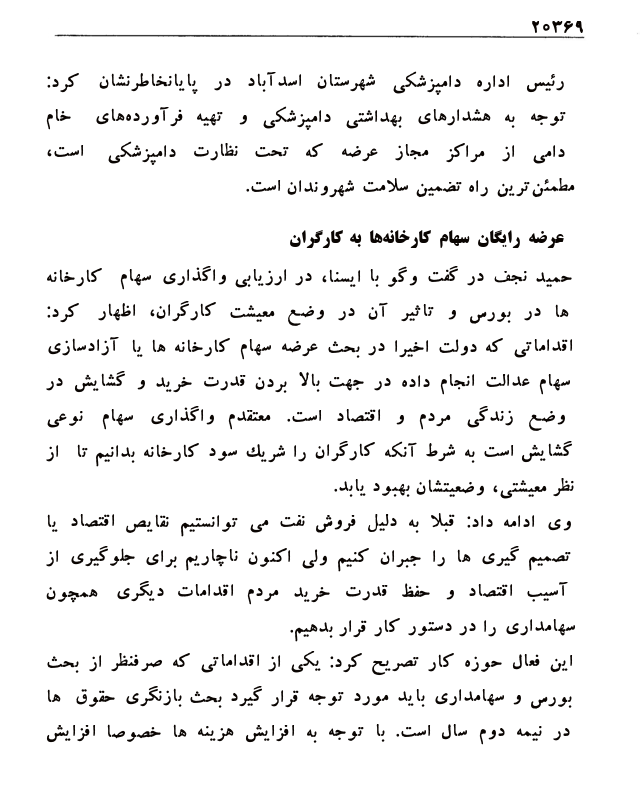 ۲۰۳۶۹
رئیس اداره دامپزشکی شهرستان اسدآباد در پایانخاطرنشان کرد:
توجه به هشدارهای بهداشتی دامپزشکی و تهیه فرآورده‌های خام
دامی از مراکز مجاز عرضه که تحت نظارت دامپزشکی است،
مطمئن‌ترین راه تضمین سلامت شهروندان است.
عرضه رایگان سهام کارخانه‌ها به کارگران
حمید نجف در گفت وگو با ایسنا، در ارزیابی واگذاری سهام کارخانه
ها در بورس و تاثیر آن در وضع معیشت کارگران، اظهار کرد:
اقداماتی که دولت اخیرا در بحث عرضه سهام کارخانه ها یا آزادسازی
سهام عدالت انجام داده در جهت بالا بردن قدرت خرید و گشایش در
وضع زندگی مردم و اقتصاد است. معتقدم واگذاری سهام نوعی
گشایش است به شرط آنکه کارگران را شریك سود کارخانه بدانیم تا از
نظر معیشتی، وضعیتشان بهبود یابد.
وی ادامه داد: قبلا به دلیل فروش نفت می توانستیم نقایص اقتصاد یا
تصمیم گیری ها را جبران کنیم ولی اکنون ناچاریم برای جلوگیری از
آسیب اقتصاد و حفظ قدرت خرید مردم اقدامات دیگری همچون
سهامداری را در دستور کار قرار بدهیم.
این فعال حوزه کار تصریح کرد: یکی از اقداماتی که صرفنظر از بحث
بورس و سهامداری باید مورد توجه قرار گیرد بحث بازنگری حقوق ها
در نیمه دوم سال است. با توجه به افزایش هزینه ها خصوصا افزایش